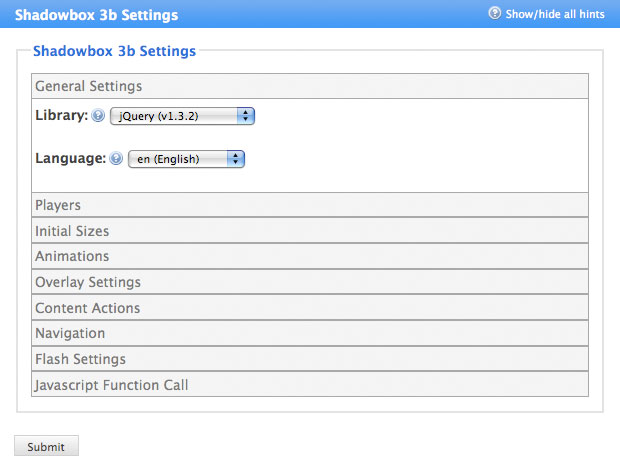 Shadowbox 3b Settings
Show/hide all hints
Shadowbox 3b Settings
General Settings
Library: jQuery (v1.3.2)
Language: en (English)
Players
Initial Sizes
Animations
Overlay Settings
Content Actions
Navigation
Flash Settings
Javascript Function Call
Submit